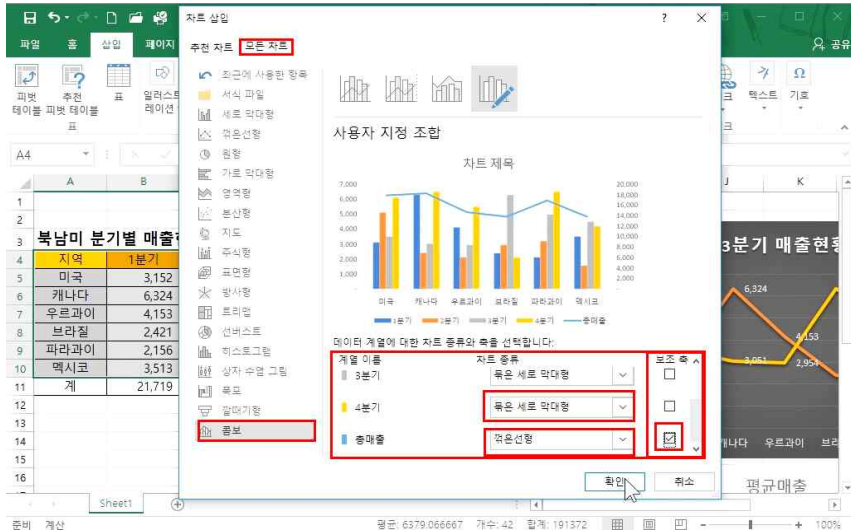 차트 삽입
? ×
파일 홈 삽입 페이지
공유
추천 차트 모든 차트
피벗 테이블
추천 피벗 테이블
표
일러스트레이션
표
텍스트
기호
A4
최근에 사용한 항목
서식 파일
세로 막대형
꺾은선형
원형
가로 막대형
영역형
분산형
지도
주식형
표면형
방사형
트리맵
선버스트
히스토그램
상자 수염 그림
폭포
깔때기형
콤보
사용자 지정 조합
차트 제목
7,000
6,000
5,000
4,000
3,000
2,000
1,000
20,000
18,000
16,000
14,000
12,000
10,000
8,000
6,000
4,000
2,000
미국 캐나다 우르과이 브라질 파라과이 멕시코
1분기 2분기 3분기 4분기 총매출
데이터 계열에 대한 차트 종류와 축을 선택합니다:
계열 이름 차트 종류 보조 축
3분기 묶은 세로 막대형
4분기 묶은 세로 막대형
총매출 꺾은선형
확인 취소
A B J K
1
2
3 북남미 분기별 매출
4 지역 1분기
5 미국 3,152
6 캐나다 6,324
7 우르과이 4,153
8 브라질 2,421
9 파라과이 2,156
10 멕시코 3,513
11 계 21,719
12
13
14
15
16
3분기 매출현황
6,324
4,153
3,051
2,954
나다 우르과이 브라
평균매출
Sheet1
준비 계산 평균: 6379.066667 개수: 42 합계: 191372 100%